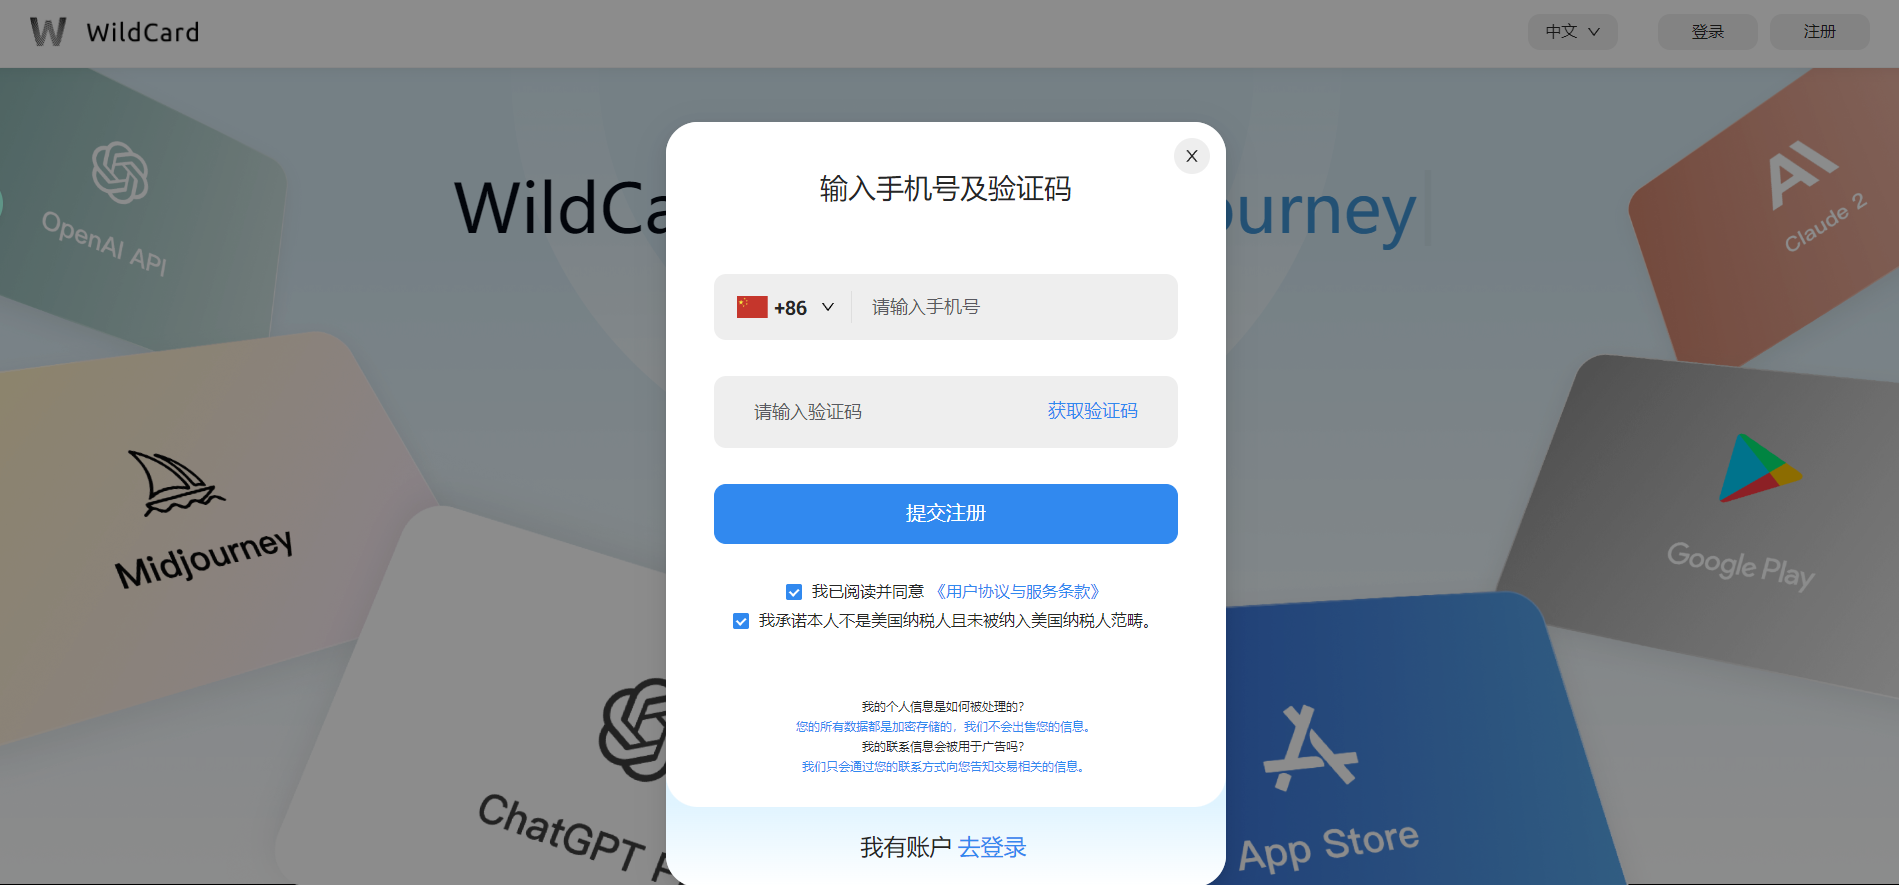 WildCard
中文
登录
注册
OpenAI API
WildCa
ourney
Claude 2
X
输入手机号及验证码
+86
请输入手机号
请输入验证码
获取验证码
提交注册
Midjourney
Google Play
我已阅读并同意 《用户协议与服务条款》
我承诺本人不是美国纳税人且未被纳入美国纳税人范畴。
我的个人信息是如何被处理的?
您的所有数据都是加密存储的，我们不会出售您的信息。
我的联系信息会被用于广告吗?
我们只会通过您的联系方式向您告知交易相关的信息。
ChatGPT
App Store
我有账户 去登录